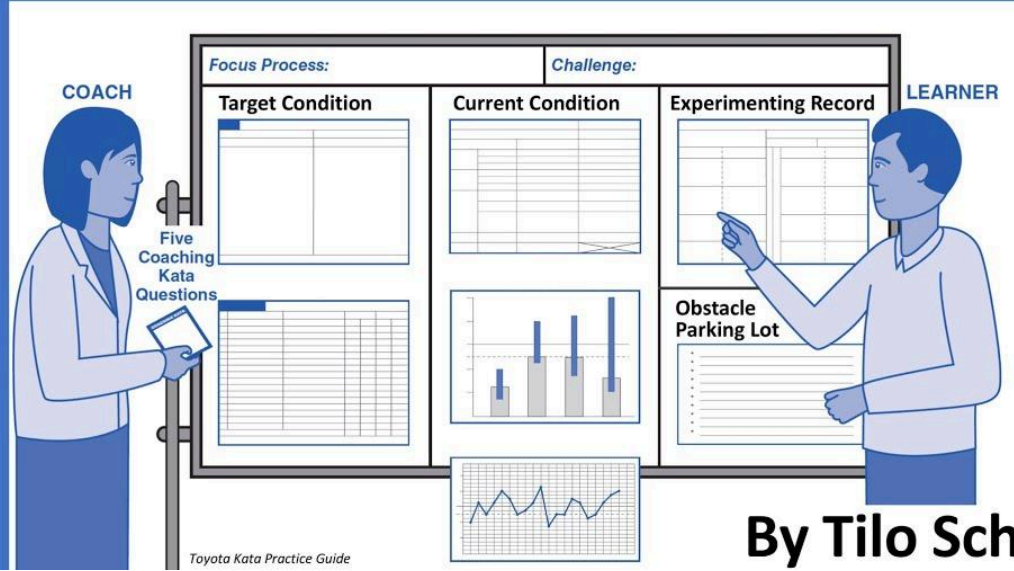 Focus Process:
Challenge:
COACH
LEARNER
Target Condition
Current Condition
Experimenting Record
Five
Coaching
Kata
Questions
Obstacle
Parking Lot
By Tilo Sch
Toyota Kata Practice Guide